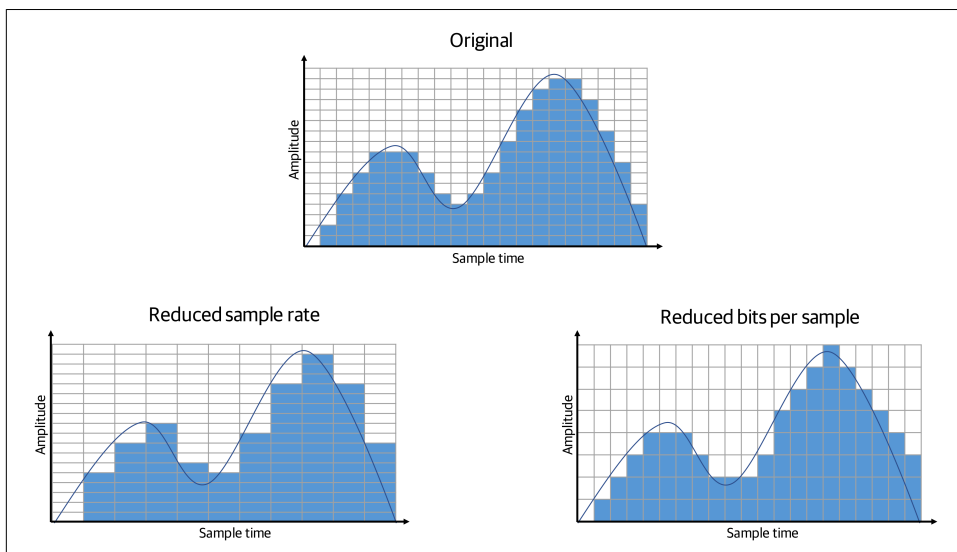 Original
Amplitude
Sample time
Reduced sample rate
Amplitude
Sample time
Reduced bits per sample
Amplitude
Sample time